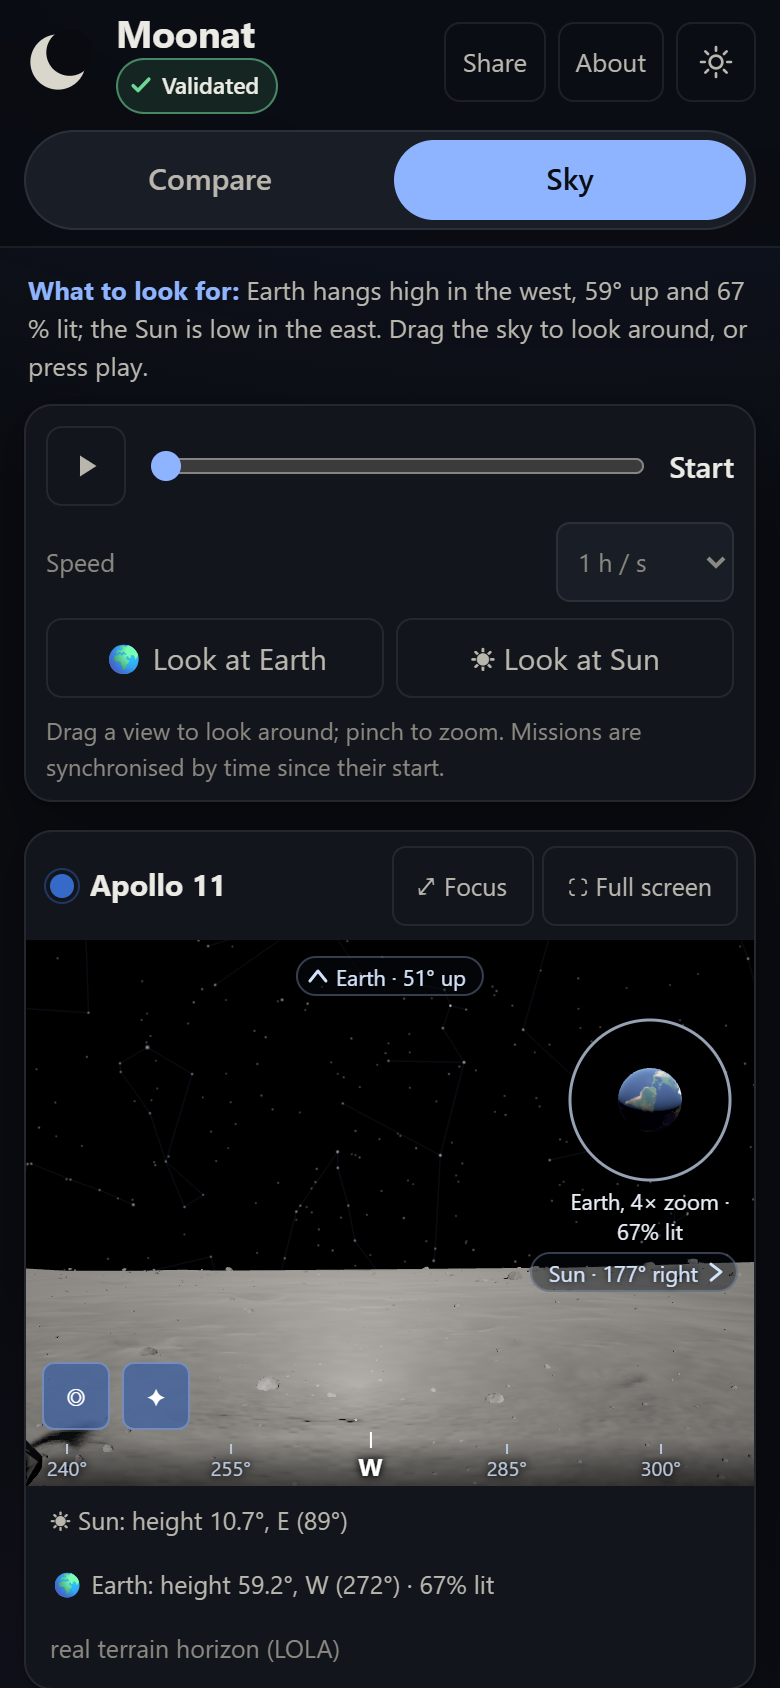 Moonat
Validated
Share
About
Compare
Sky
What to look for: Earth hangs high in the west, 59° up and 67
% lit; the Sun is low in the east. Drag the sky to look around, or
press play.
Start
Speed
1 h / s
Look at Earth
Look at Sun
Drag a view to look around; pinch to zoom. Missions are
synchronised by time since their start.
Apollo 11
Focus
Full screen
Earth · 51° up
Earth, 4× zoom ·
67% lit
Sun · 177° right
240°
255°
W
285°
300°
Sun: height 10.7°, E (89°)
Earth: height 59.2°, W (272°) · 67% lit
real terrain horizon (LOLA)